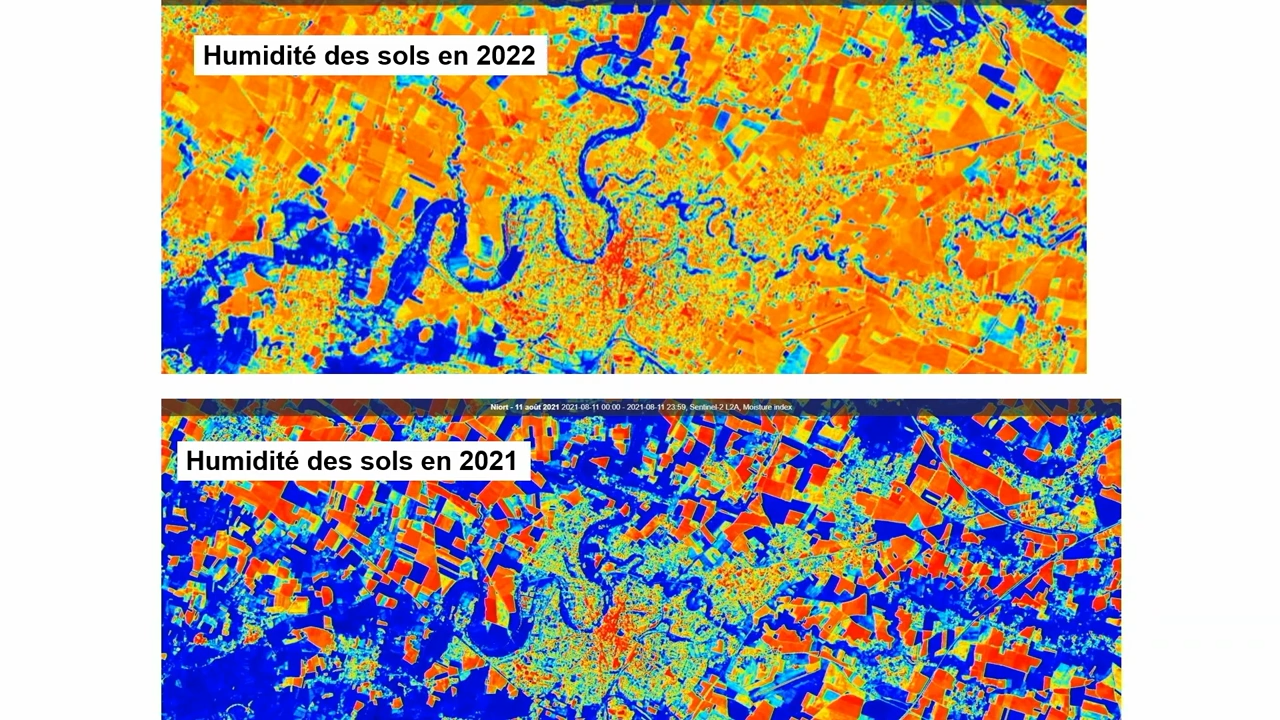 Humidité des sols en 2022
Niort - 11 août 2021 2021-08-11 00:00 - 2021-08-11 23:59, Sentinel-2 L2A, Moisture index
Humidité des sols en 2021